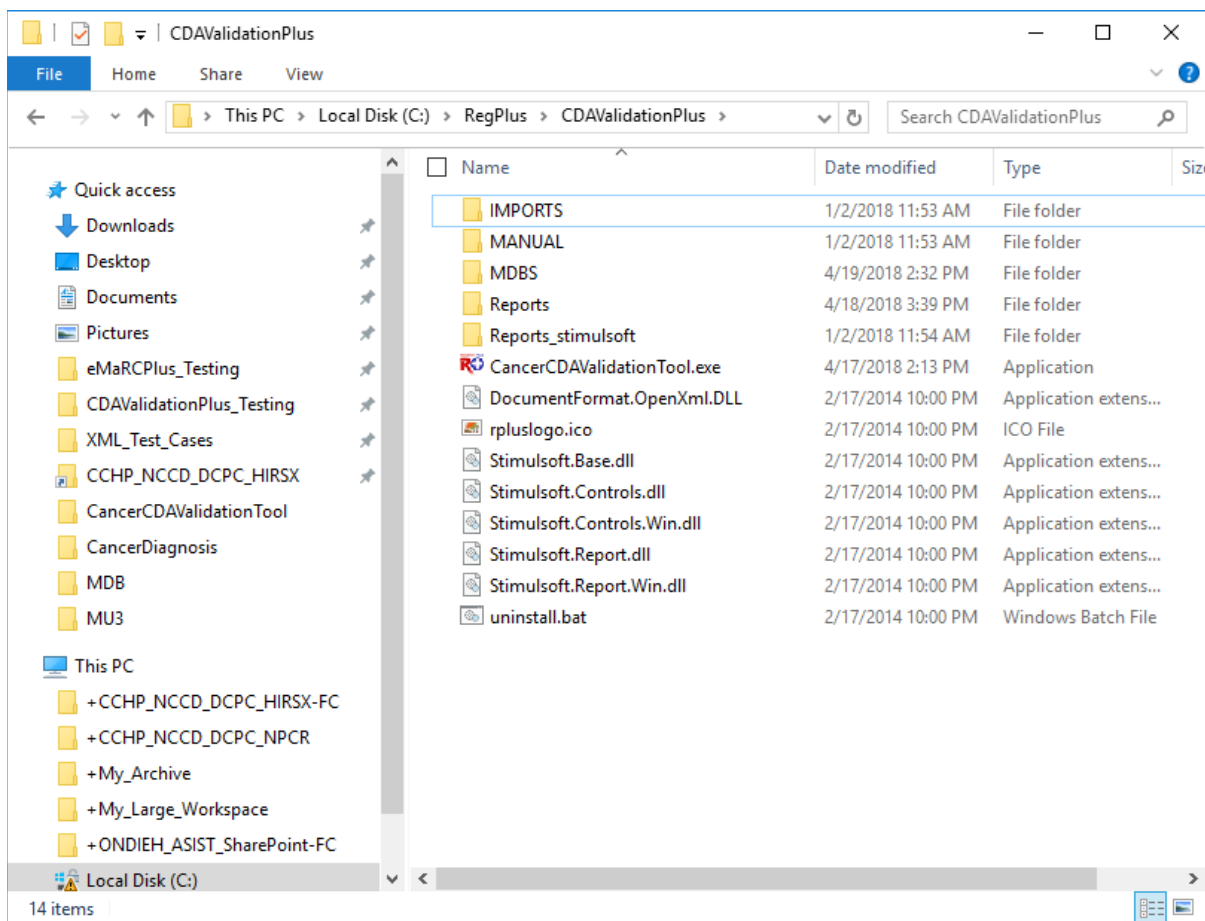 CDAValidationPlus
File Home Share View
This PC > Local Disk (C:) > RegPlus > CDAValidationPlus >
Search CDAValidationPlus
Quick access
Downloads
Desktop
Documents
Pictures
eMaRCPlus_Testing
CDAValidationPlus_Testing
XML_Test_Cases
CCHP_NCCD_DCPC_HIRSX
CancerCDAValidationTool
CancerDiagnosis
MDB
MU3
This PC
+CCHP_NCCD_DCPC_HIRSX-FC
+CCHP_NCCD_DCPC_NPCR
+My_Archive
+My_Large_Workspace
+ONDIEH_ASIST_SharePoint-FC
Local Disk (C:)
Name Date modified Type Siz
IMPORTS 1/2/2018 11:53 AM File folder
MANUAL 1/2/2018 11:53 AM File folder
MDBS 4/19/2018 2:32 PM File folder
Reports 4/18/2018 3:39 PM File folder
Reports_stimulsoft 1/2/2018 11:54 AM File folder
CancerCDAValidationTool.exe 4/17/2018 2:13 PM Application
DocumentFormat.OpenXml.DLL 2/17/2014 10:00 PM Application extens...
rpluslogo.ico 2/17/2014 10:00 PM ICO File
Stimulsoft.Base.dll 2/17/2014 10:00 PM Application extens...
Stimulsoft.Controls.dll 2/17/2014 10:00 PM Application extens...
Stimulsoft.Controls.Win.dll 2/17/2014 10:00 PM Application extens...
Stimulsoft.Report.dll 2/17/2014 10:00 PM Application extens...
Stimulsoft.Report.Win.dll 2/17/2014 10:00 PM Application extens...
uninstall.bat 2/17/2014 10:00 PM Windows Batch File
14 items